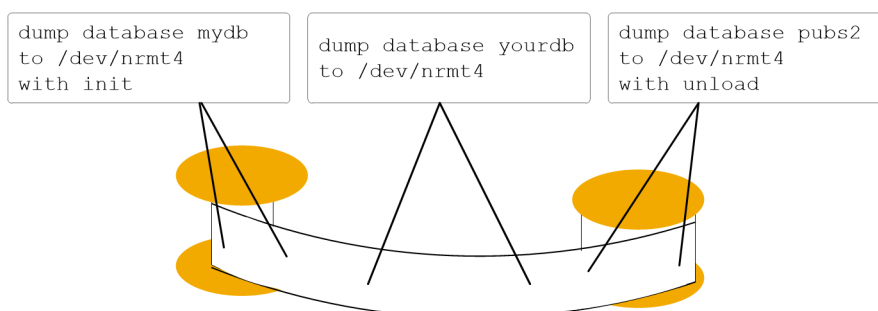 dump database mydb
to /dev/nrmt4
with init
dump database yourdb
to /dev/nrmt4
dump database pubs2
to /dev/nrmt4
with unload